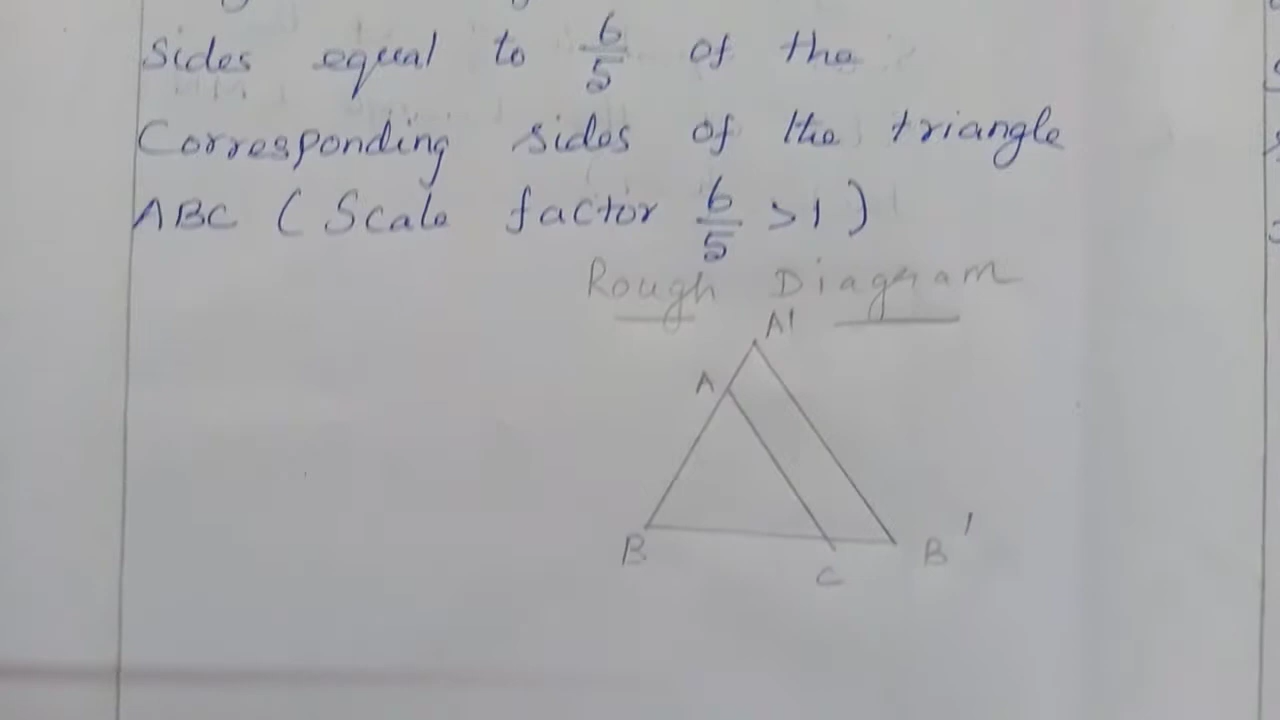 Sides equal to 6/5 of the
Corresponding sides of the triangle
ABC ( Scale factor 6/5 >1 )
Rough Diagram
A'
A
B
C
B'